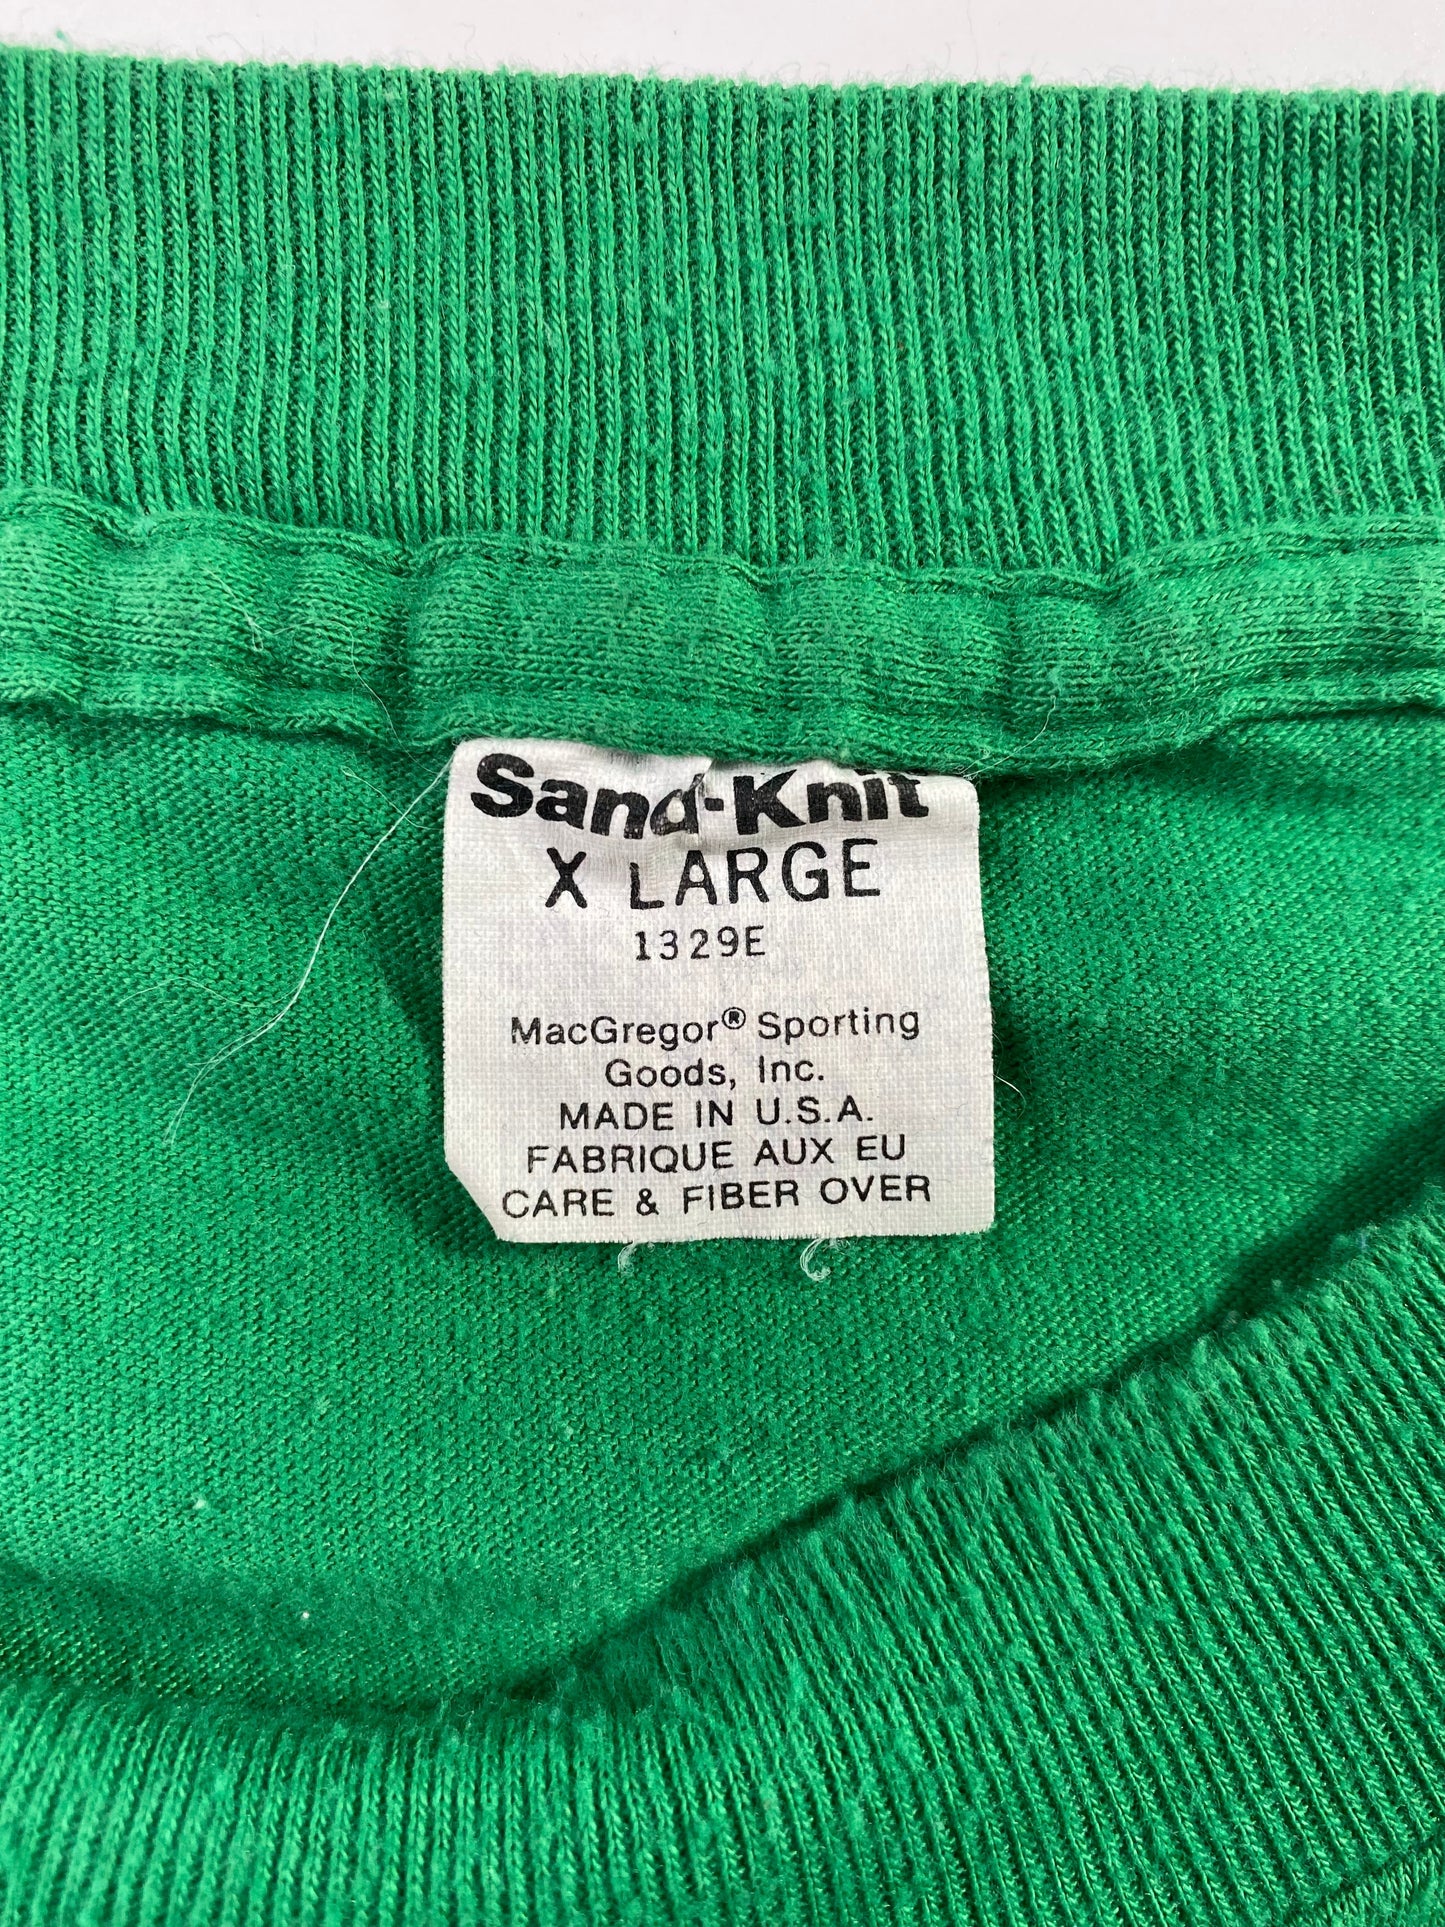 Sand-Knit
X LARGE
1329E
MacGregor® Sporting
Goods, Inc.
MADE IN U.S.A.
FABRIQUE AUX EU
CARE & FIBER OVER